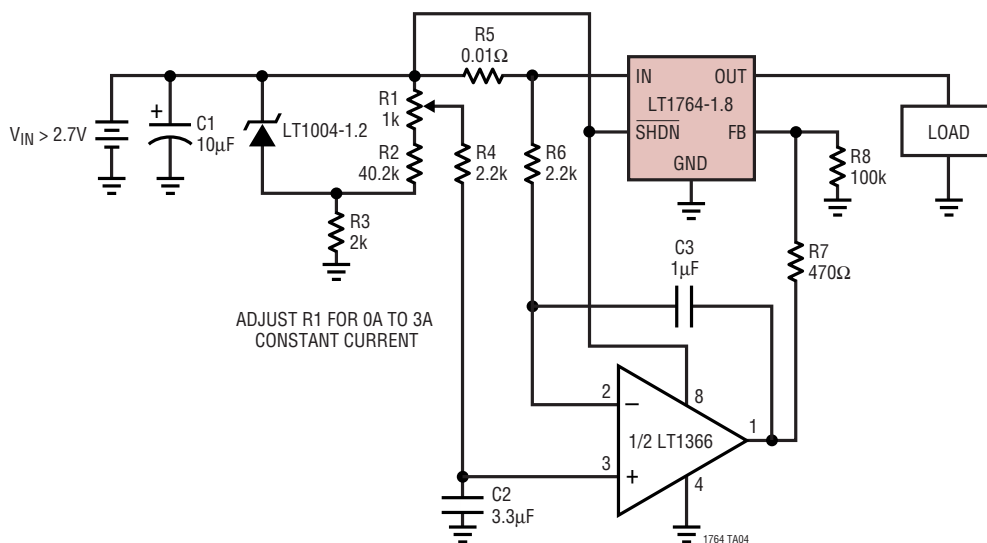 R5
0.01Ω
IN
OUT
LT1764-1.8
SHDN
FB
GND
LOAD
VIN > 2.7V
+
C1
10µF
LT1004-1.2
R1
1k
R2
40.2k
R4
2.2k
R6
2.2k
R8
100k
R3
2k
C3
1µF
R7
470Ω
ADJUST R1 FOR 0A TO 3A
CONSTANT CURRENT
2
–
8
1/2 LT1366
1
3
+
4
C2
3.3µF
1764 TA04